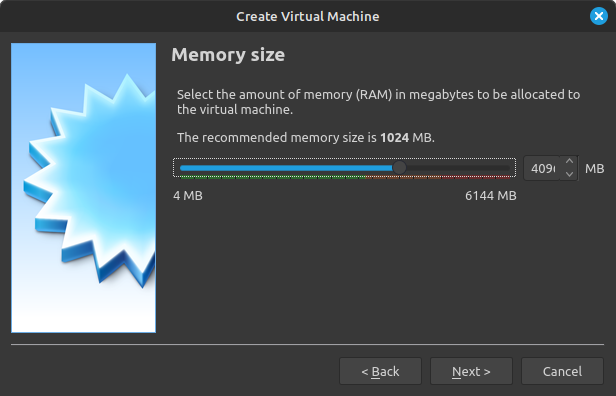 Create Virtual Machine
Memory size
Select the amount of memory (RAM) in megabytes to be allocated to
the virtual machine.
The recommended memory size is 1024 MB.
MB
4 MB 6144 MB
< Back Next > Cancel